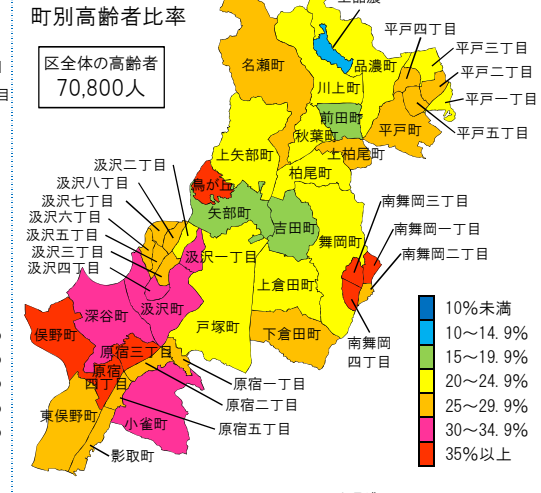 町別高齢者比率
区全体の高齢者
70,800人
目
名瀬町
品濃町
川上町
前田町
秋葉町
上柏尾町
柏尾町
平戸四丁目
平戸三丁目
平戸二丁目
平戸一丁目
平戸五丁目
平戸町
上矢部町
鳥が丘
矢部町
吉田町
舞岡町
汲沢二丁目
汲沢八丁目
汲沢七丁目
汲沢六丁目
汲沢五丁目
汲沢三丁目
汲沢四丁目
汲沢一丁目
南舞岡三丁目
南舞岡一丁目
南舞岡二丁目
南舞岡
四丁目
上倉田町
下倉田町
戸塚町
汲沢町
深谷町
俣野町
原宿三丁目
原宿
四丁目
原宿一丁目
原宿二丁目
原宿五丁目
東俣野町
小雀町
影取町
10%未満
10～14.9%
15～19.9%
20～24.9%
25～29.9%
30～34.9%
35%以上